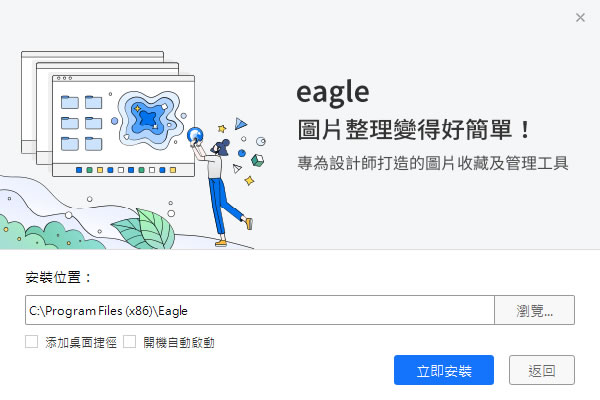 eagle
圖片整理變得好簡單！
專為設計師打造的圖片收藏及管理工具
安裝位置：
C:\Program Files (x86)\Eagle
瀏覽...
添加桌面捷徑
開機自動啟動
立即安裝
返回